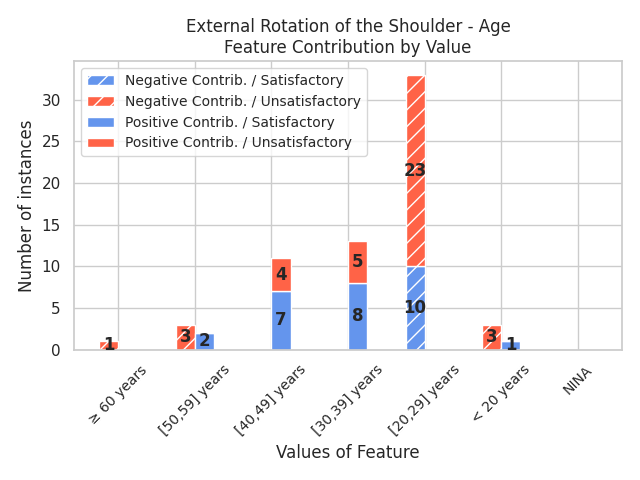 External Rotation of the Shoulder - Age
Feature Contribution by Value
Negative Contrib. / Satisfactory
Negative Contrib. / Unsatisfactory
Positive Contrib. / Satisfactory
Positive Contrib. / Unsatisfactory
Number of instances
30
25
20
15
10
5
0
1
3
2
4
7
5
8
23
10
3
1
≥ 60 years
[50,59] years
[40,49] years
[30,39] years
[20,29] years
< 20 years
NINA
Values of Feature